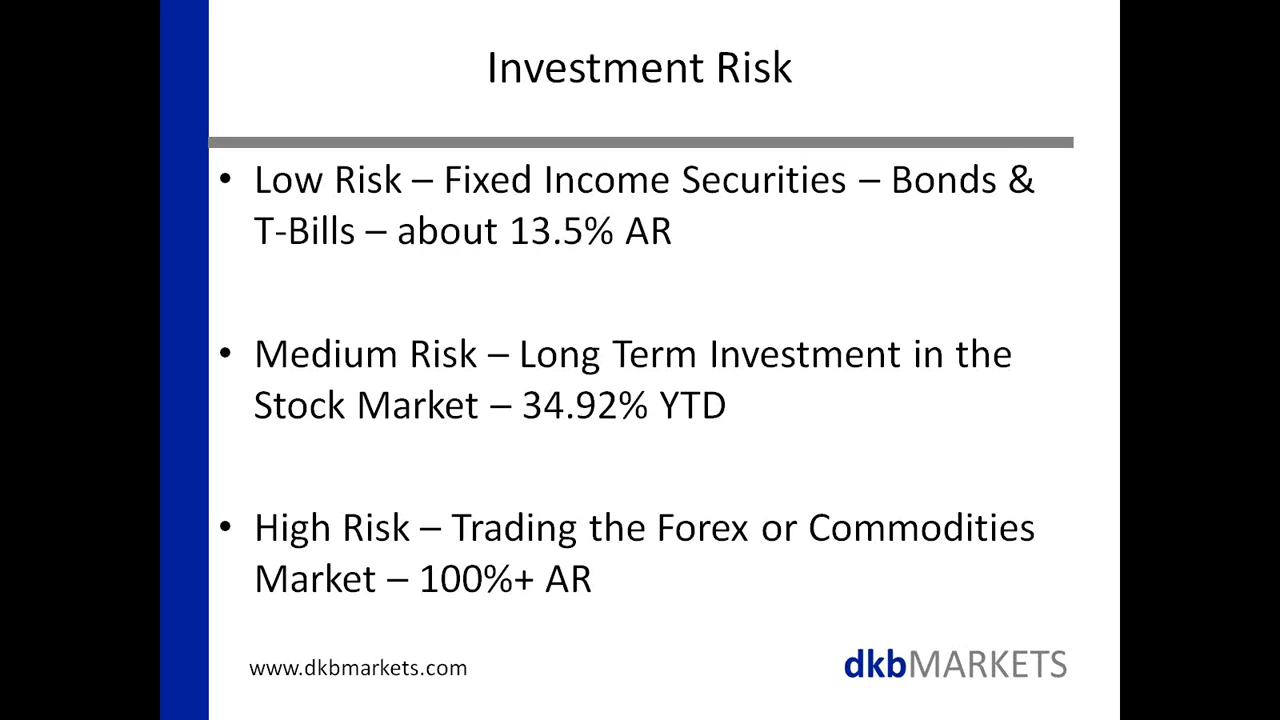 Investment Risk
• Low Risk – Fixed Income Securities – Bonds &
T-Bills – about 13.5% AR
• Medium Risk – Long Term Investment in the
Stock Market – 34.92% YTD
• High Risk – Trading the Forex or Commodities
Market – 100%+ AR
www.dkbmarkets.com
dkbMARKETS